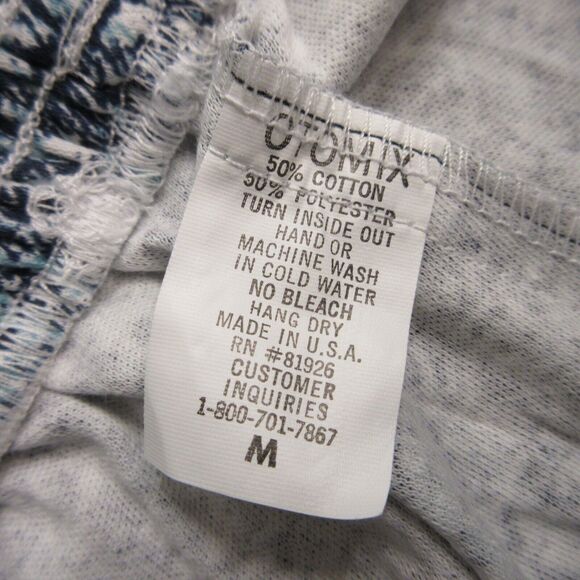 OTOMIX
50% COTTON
50% POLYESTER
TURN INSIDE OUT
HAND OR
MACHINE WASH
IN COLD WATER
NO BLEACH
HANG DRY
MADE IN U.S.A.
RN #81926
CUSTOMER
INQUIRIES
1-800-701-7867
M